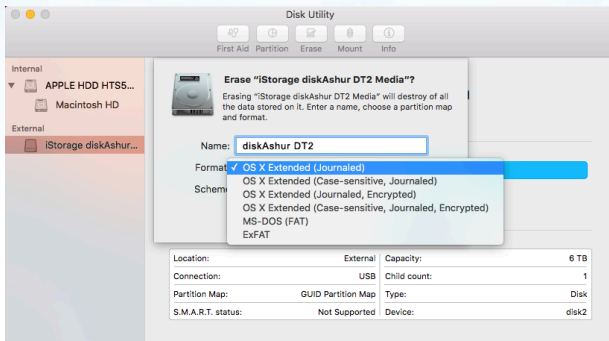 Disk Utility
First Aid Partition Erase Mount Info
Internal
APPLE HDD HTS5...
Macintosh HD
External
iStorage diskAshur...
Erase “iStorage diskAshur DT2 Media”?
Erasing “iStorage diskAshur DT2 Media” will destroy of all
the data stored on it. Enter a name, choose a partition map
and format.
Name: diskAshur DT2
Format ✓ OS X Extended (Journaled)
OS X Extended (Case-sensitive, Journaled)
Schem
OS X Extended (Journaled, Encrypted)
OS X Extended (Case-sensitive, Journaled, Encrypted)
MS-DOS (FAT)
ExFAT
Location: External Capacity: 6 TB
Connection: USB Child count: 1
Partition Map: GUID Partition Map Type: Disk
S.M.A.R.T. status: Not Supported Device: disk2